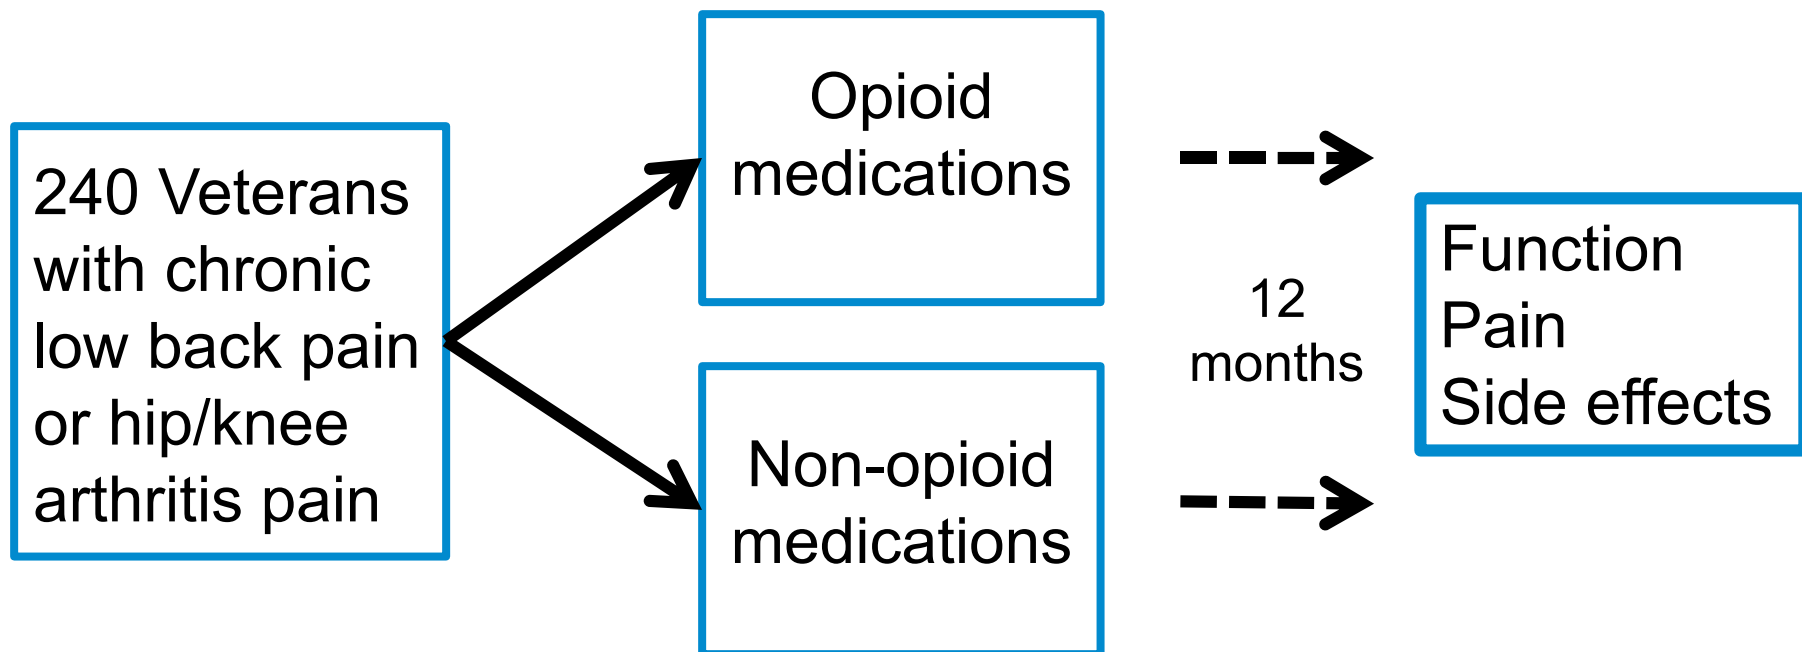 240 Veterans
with chronic
low back pain
or hip/knee
arthritis pain
Opioid
medications
Non-opioid
medications
12
months
Function
Pain
Side effects